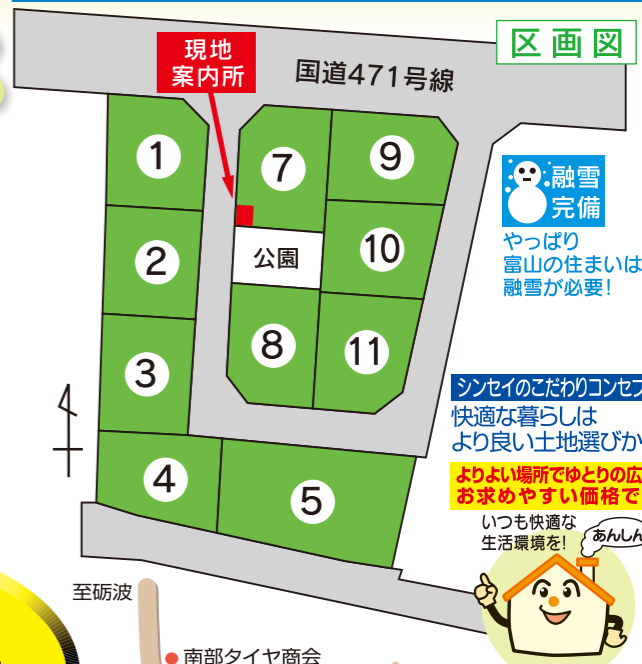 区画図
現地
案内所
国道471号線
1
7
9
融雪
完備
2
公園
10
やっぱり
富山の住まいは
融雪が必要!
3
8
11
シンセイのこだわりコンセプ
快適な暮らしは
より良い土地選びか
4
5
よりよい場所でゆとりの広
お求めやすい価格で
いつも快適な
生活環境を!
あんしん
至砺波
南部タイヤ商会